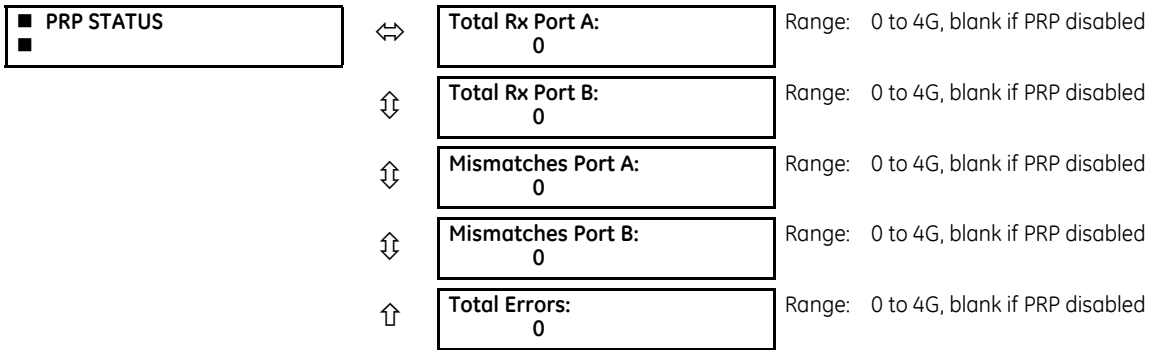 ■ PRP STATUS
■
Total Rx Port A:
0
Range: 0 to 4G, blank if PRP disabled
Total Rx Port B:
0
Range: 0 to 4G, blank if PRP disabled
Mismatches Port A:
0
Range: 0 to 4G, blank if PRP disabled
Mismatches Port B:
0
Range: 0 to 4G, blank if PRP disabled
Total Errors:
0
Range: 0 to 4G, blank if PRP disabled